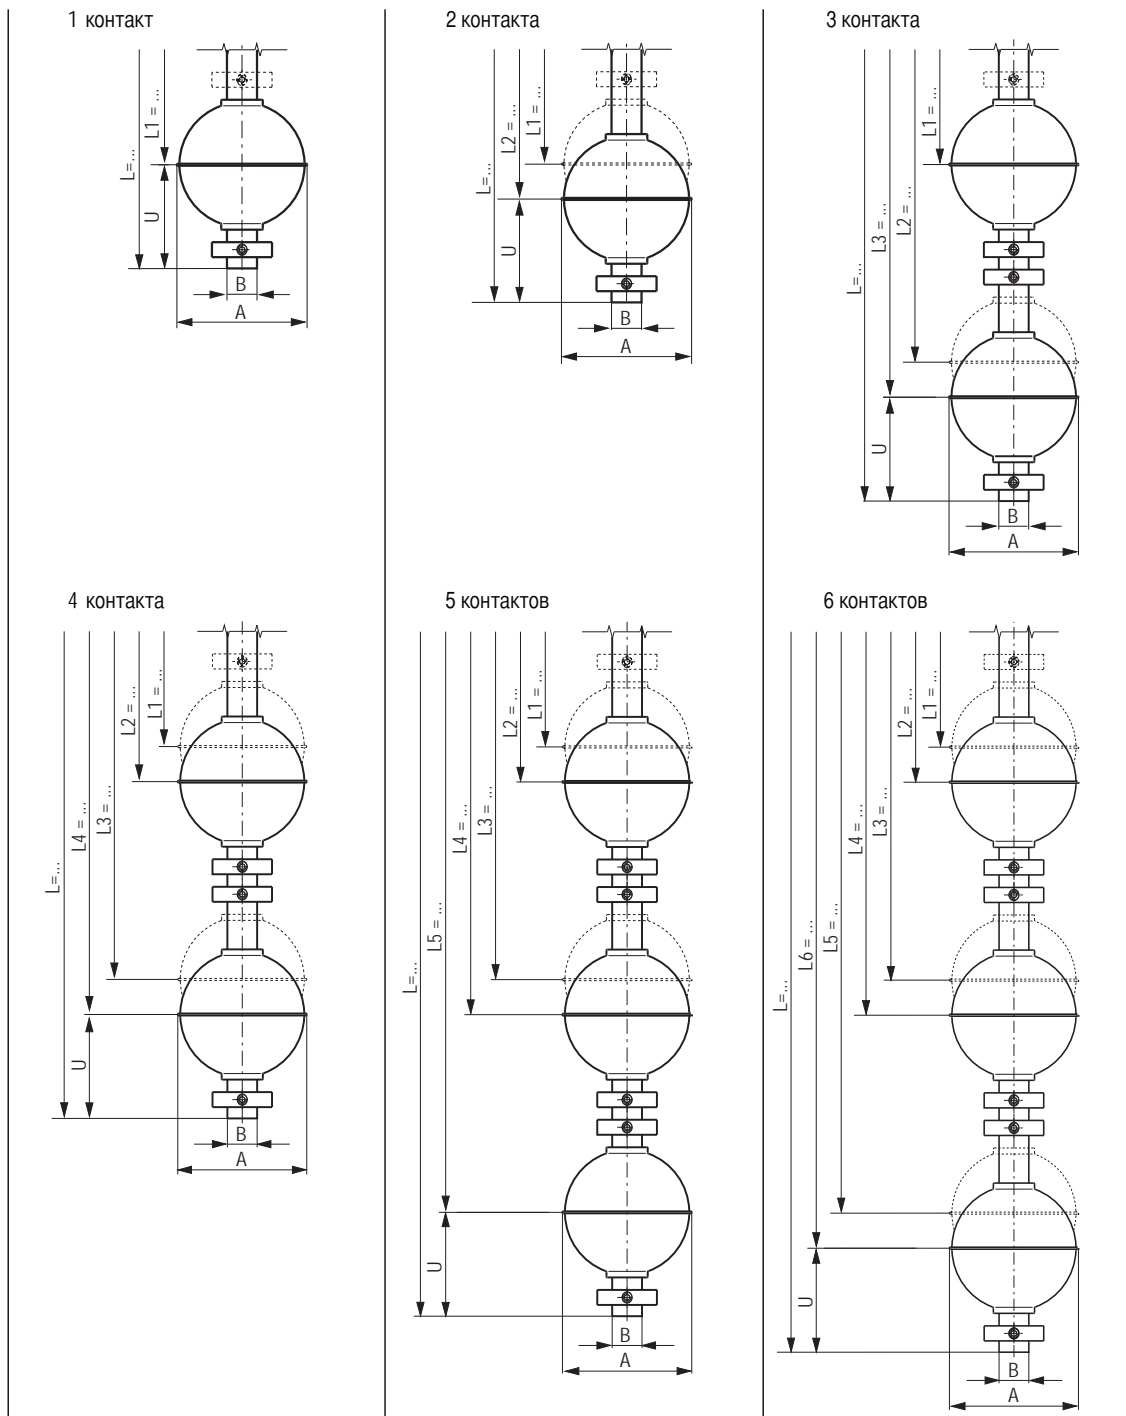 1 контакт
L=...
L1 = ...
U
B
A
2 контакта
L=...
L2 = ...
L1 = ...
U
B
A
3 контакта
L=...
L3 = ...
L2 = ...
L1 = ...
U
B
A
4 контакта
L=...
L4 = ...
L3 = ...
L2 = ...
L1 = ...
U
B
A
5 контактов
L=...
L5 = ...
L4 = ...
L3 = ...
L2 = ...
L1 = ...
U
B
A
6 контактов
L=...
L6 = ...
L5 = ...
L4 = ...
L3 = ...
L2 = ...
L1 = ...
U
B
A